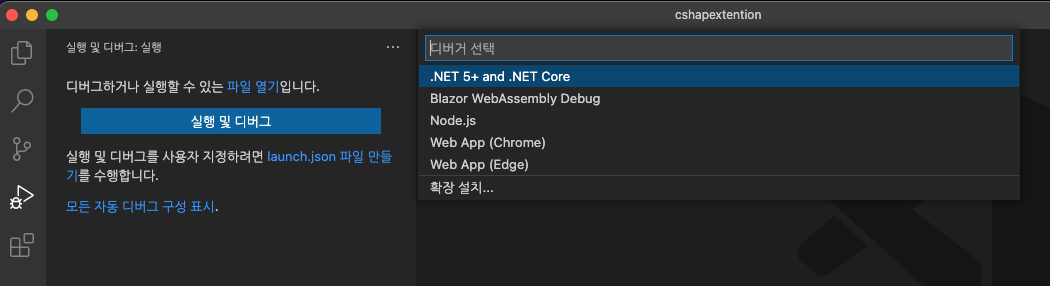 cshapextention
실행 및 디버그: 실행
...
디버그하거나 실행할 수 있는 파일 열기입니다.
실행 및 디버그
실행 및 디버그를 사용자 지정하려면 launch.json 파일 만들
기를 수행합니다.
모든 자동 디버그 구성 표시.
디버거 선택
.NET 5+ and .NET Core
Blazor WebAssembly Debug
Node.js
Web App (Chrome)
Web App (Edge)
확장 설치...